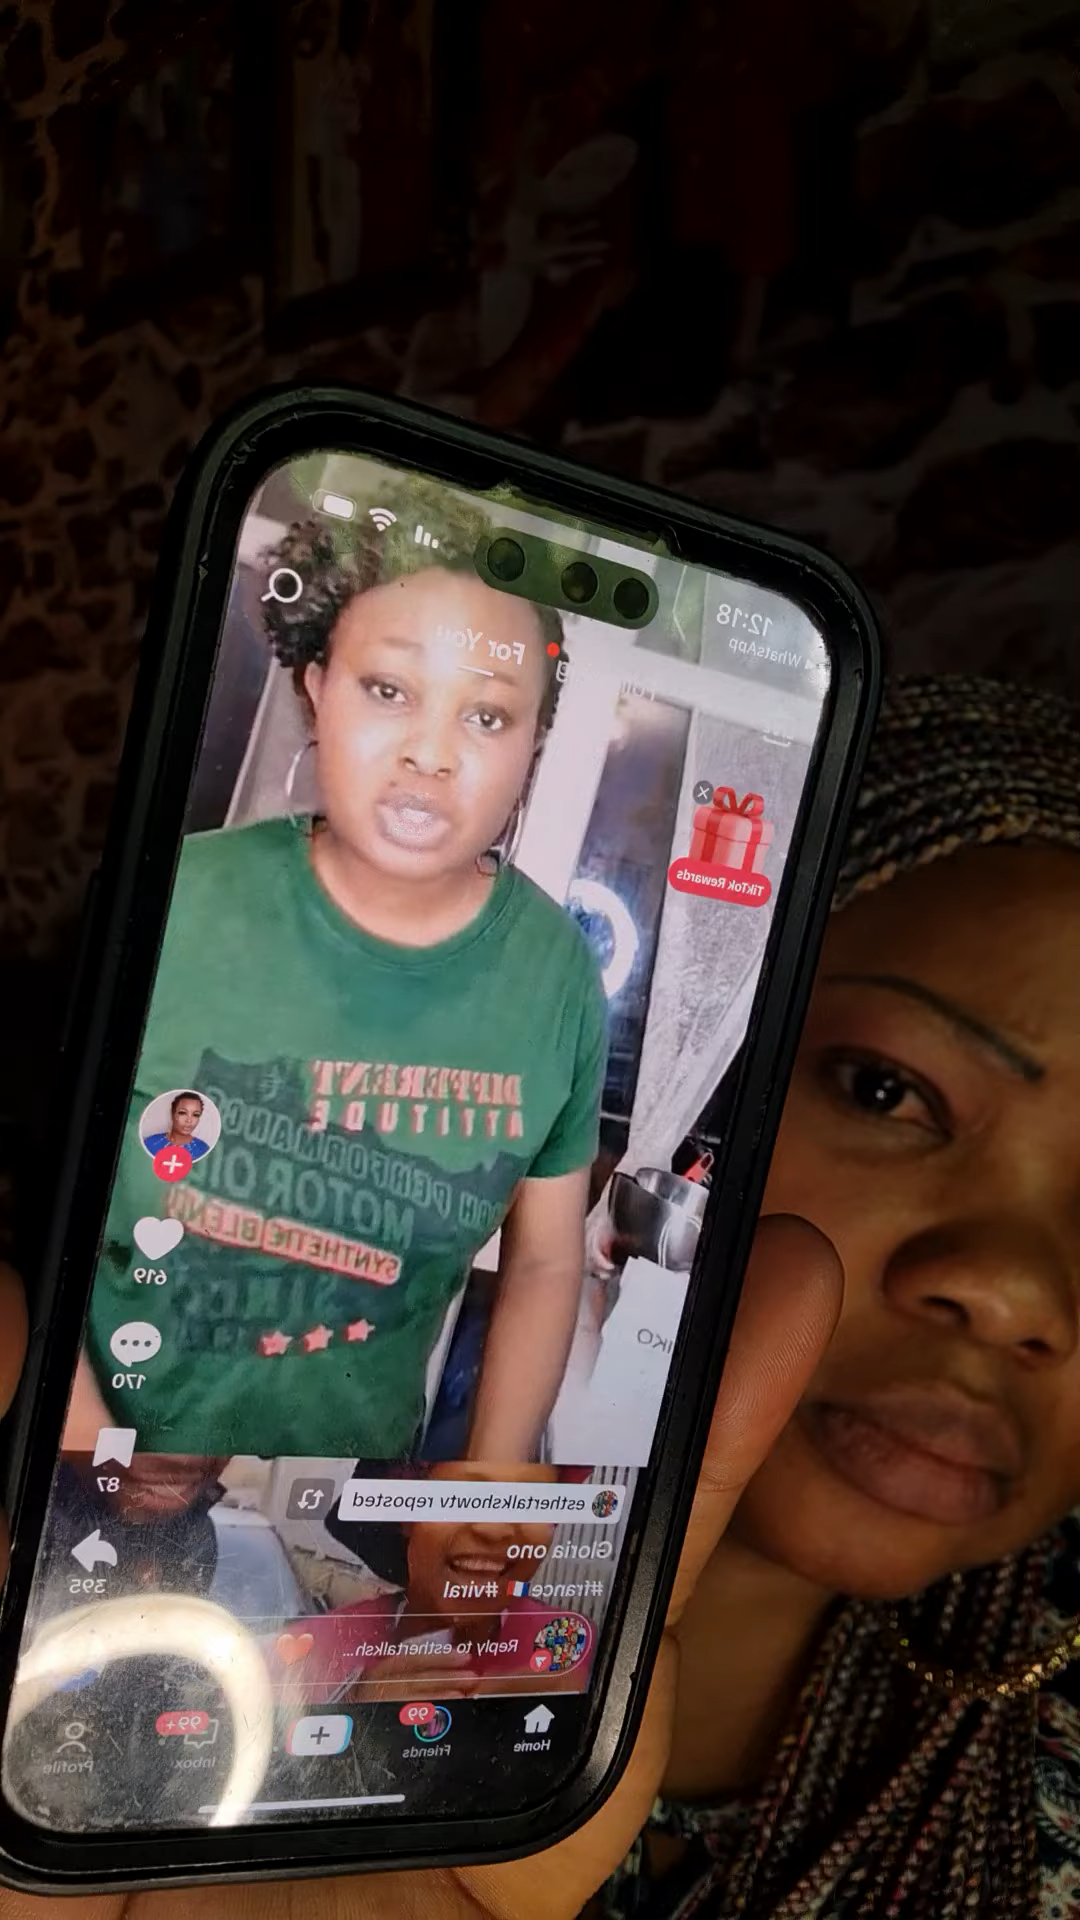 12:18
WhatsApp
For You
TikTok Rewards
DIFFERENT
ATTITUDE
PERFORMANCE
MOTOR OIL
SYNTHETIC BLEND
619
170
87
395
esthertalkshowtv reposted
Gloria ono
#france🇫🇷 #viral
Reply to esthertalksh...
Home
99
Friends
99+
Inbox
Profile